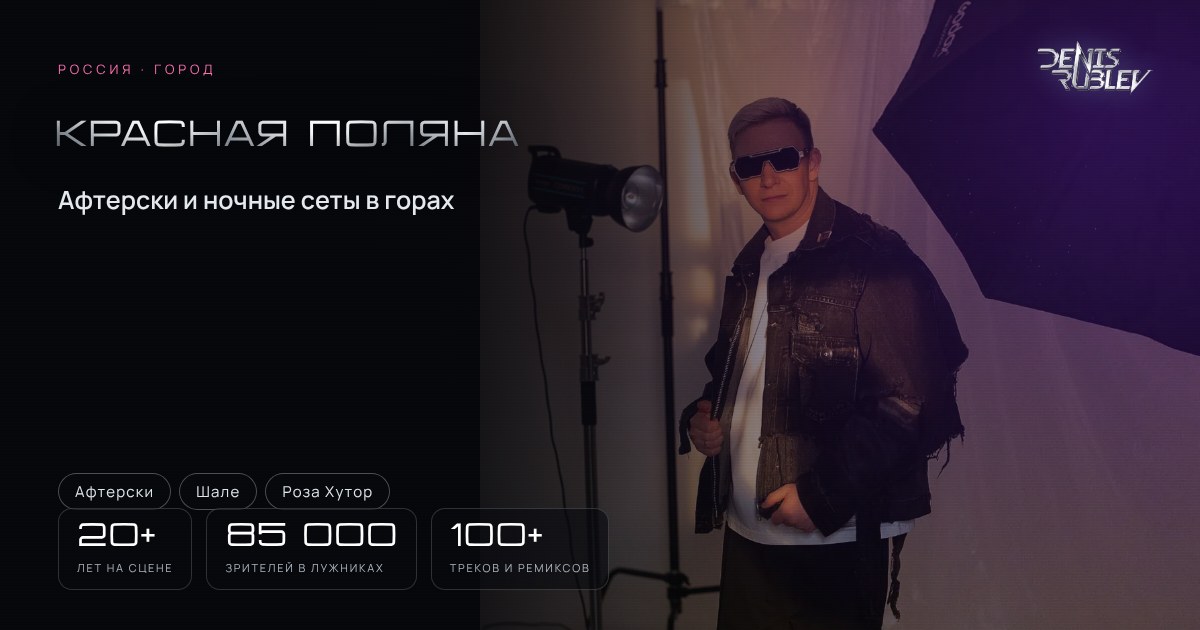 РОССИЯ · ГОРОД
DENIS
RUBLEV
КРАСНАЯ ПОЛЯНА
Афтерски и ночные сеты в горах
Афтерски Шале Роза Хутор
20+ 85 000 100+
ЛЕТ НА СЦЕНЕ ЗРИТЕЛЕЙ В ЛУЖНИКАХ ТРЕКОВ И РЕМИКСОВ